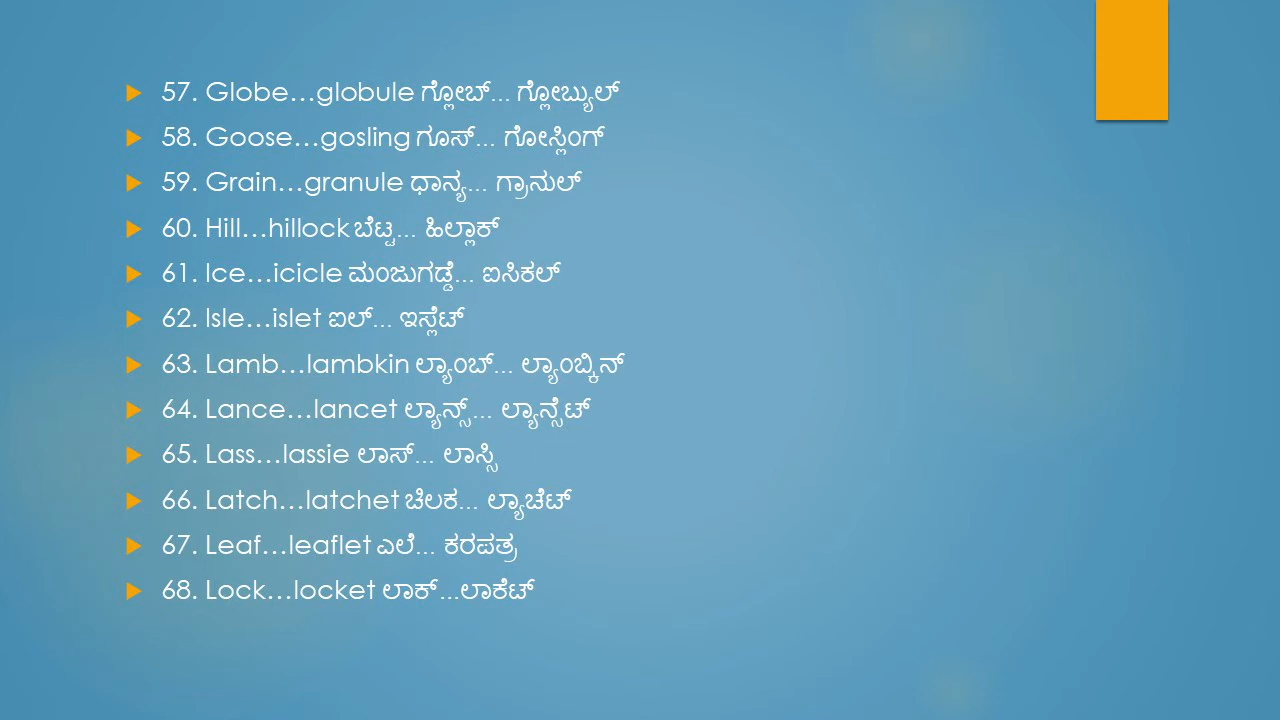 57. Globe…globule ಗ್ಲೋಬ್... ಗ್ಲೋಬ್ಯುಲ್
58. Goose…gosling ಗೂಸ್... ಗೋಸ್ಲಿಂಗ್
59. Grain…granule ಧಾನ್ಯ... ಗ್ರಾನುಲ್
60. Hill…hillock ಬೆಟ್ಟ... ಹಿಲ್ಲಾಕ್
61. Ice…icicle ಮಂಜುಗಡ್ಡೆ... ಐಸಿಕಲ್
62. Isle…islet ಐಲ್... ಇಸ್ಲೆಟ್
63. Lamb…lambkin ಲ್ಯಾಂಬ್... ಲ್ಯಾಂಬ್ಕಿನ್
64. Lance…lancet ಲ್ಯಾನ್ಸ್... ಲ್ಯಾನ್ಸೆಟ್
65. Lass…lassie ಲಾಸ್... ಲಾಸ್ಸಿ
66. Latch…latchet ಚಿಲಕ... ಲ್ಯಾಚೆಟ್
67. Leaf…leaflet ಎಲೆ... ಕರಪತ್ರ
68. Lock…locket ಲಾಕ್...ಲಾಕೆಟ್